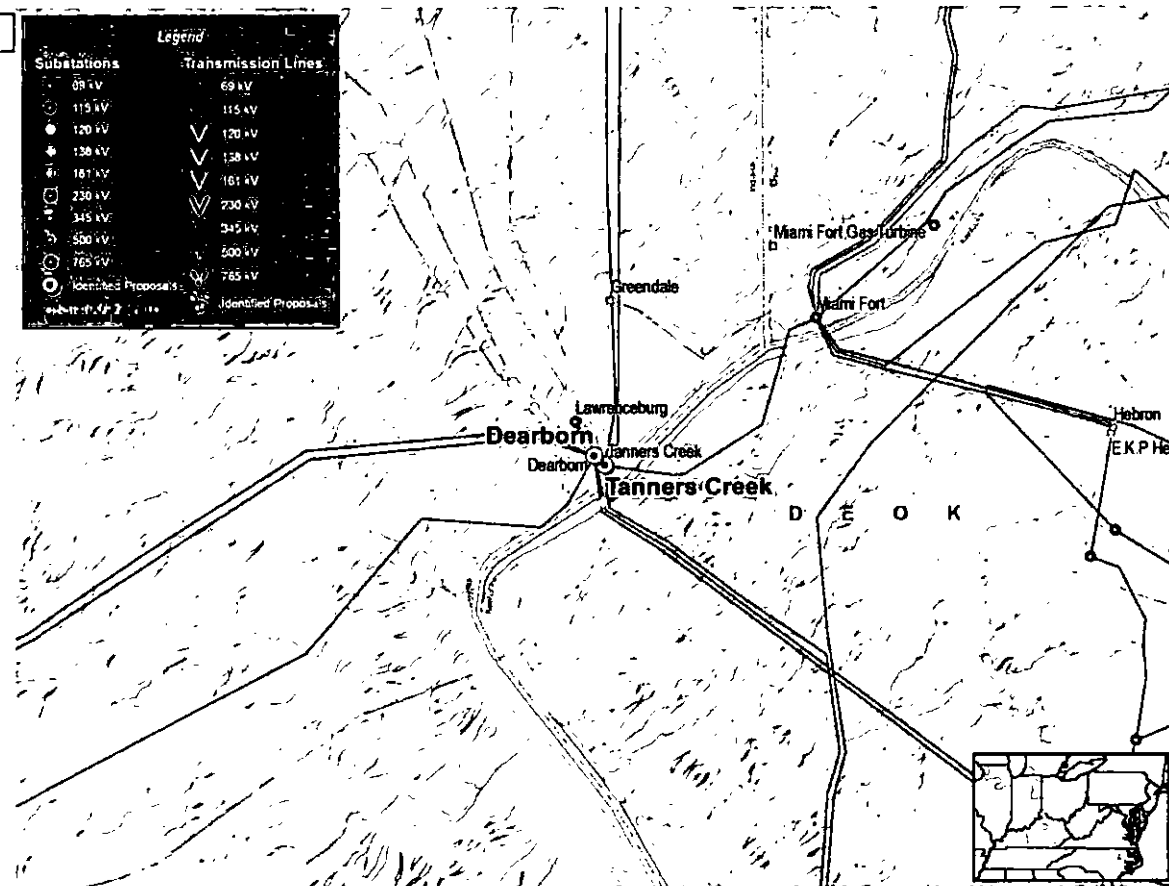 Legend
Substations Transmission Lines
69 kV 69 kV
115 kV 115 kV
120 kV 120 kV
138 kV 138 kV
161 kV 161 kV
230 kV 230 kV
345 kV 345 kV
500 kV 500 kV
765 kV 765 kV
Identified Proposals Identified Proposals
Miami Fort Gas Turbine
Greendale
Miami Fort
Lawrenceburg
Hebron
Dearborn
E.K.P He
Dearborn Tanners Creek
Tanners Creek
D E O K